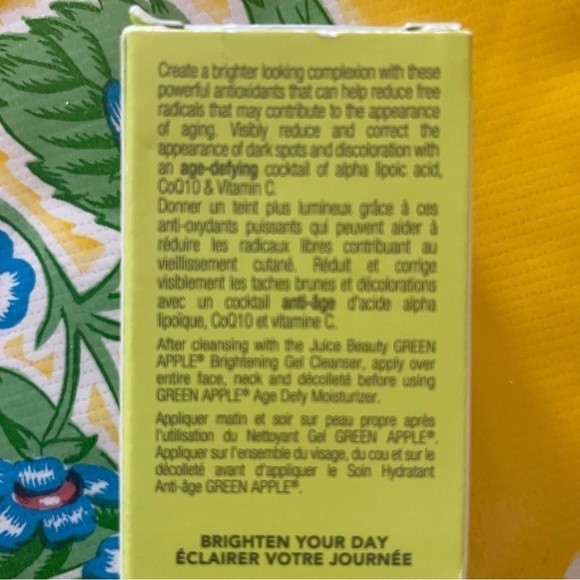 Create a brighter looking complexion with these
powerful antioxidants that can help reduce free
radicals that may contribute to the appearance
of aging. Visibly reduce and correct the
appearance of dark spots and discoloration with
an age-defying cocktail of alpha lipoic acid,
CoQ10 & Vitamin C.
Donner un teint plus lumineux grâce à ces
anti-oxydants puissants qui peuvent aider à
réduire les radicaux libres contribuant au
vieillissement cutané. Réduit et corrige
visiblement les taches brunes et décolorations
avec un cocktail anti-âge d'acide alpha
lipoïque, CoQ10 et vitamine C.
After cleansing with the Juice Beauty GREEN
APPLE® Brightening Gel Cleanser, apply over
entire face, neck and décolleté before using
GREEN APPLE® Age Defy Moisturizer.
Appliquer matin et soir sur peau propre après
l'utilisation du Nettoyant Gel GREEN APPLE®.
Appliquer sur l'ensemble du visage, du cou et sur le
décolleté avant d'appliquer le Soin Hydratant
Anti-âge GREEN APPLE®.
BRIGHTEN YOUR DAY
ÉCLAIRER VOTRE JOURNÉE